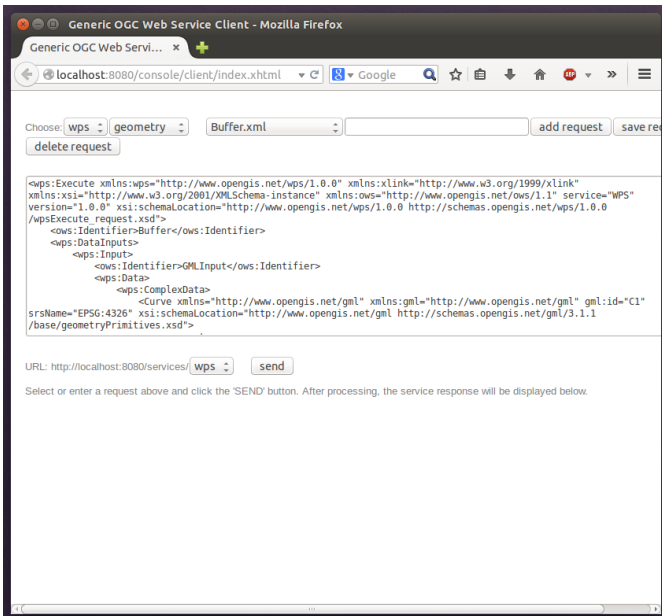 Generic OGC Web Service Client - Mozilla Firefox
Generic OGC Web Servi... ×
localhost:8080/console/client/index.xhtml Google
Choose: wps geometry Buffer.xml add request save rec
delete request
<wps:Execute xmlns:wps="http://www.opengis.net/wps/1.0.0" xmlns:xlink="http://www.w3.org/1999/xlink"
xmlns:xsi="http://www.w3.org/2001/XMLSchema-instance" xmlns:ows="http://www.opengis.net/ows/1.1" service="WPS"
version="1.0.0" xsi:schemaLocation="http://www.opengis.net/wps/1.0.0 http://schemas.opengis.net/wps/1.0.0
/wpsExecute_request.xsd">
<ows:Identifier>Buffer</ows:Identifier>
<wps:DataInputs>
<wps:Input>
<ows:Identifier>GMLInput</ows:Identifier>
<wps:Data>
<wps:ComplexData>
<Curve xmlns="http://www.opengis.net/gml" xmlns:gml="http://www.opengis.net/gml" gml:id="C1"
srsName="EPSG:4326" xsi:schemaLocation="http://www.opengis.net/gml http://schemas.opengis.net/gml/3.1.1
/base/geometryPrimitives.xsd">
URL: http://localhost:8080/services/ wps send
Select or enter a request above and click the 'SEND' button. After processing, the service response will be displayed below.